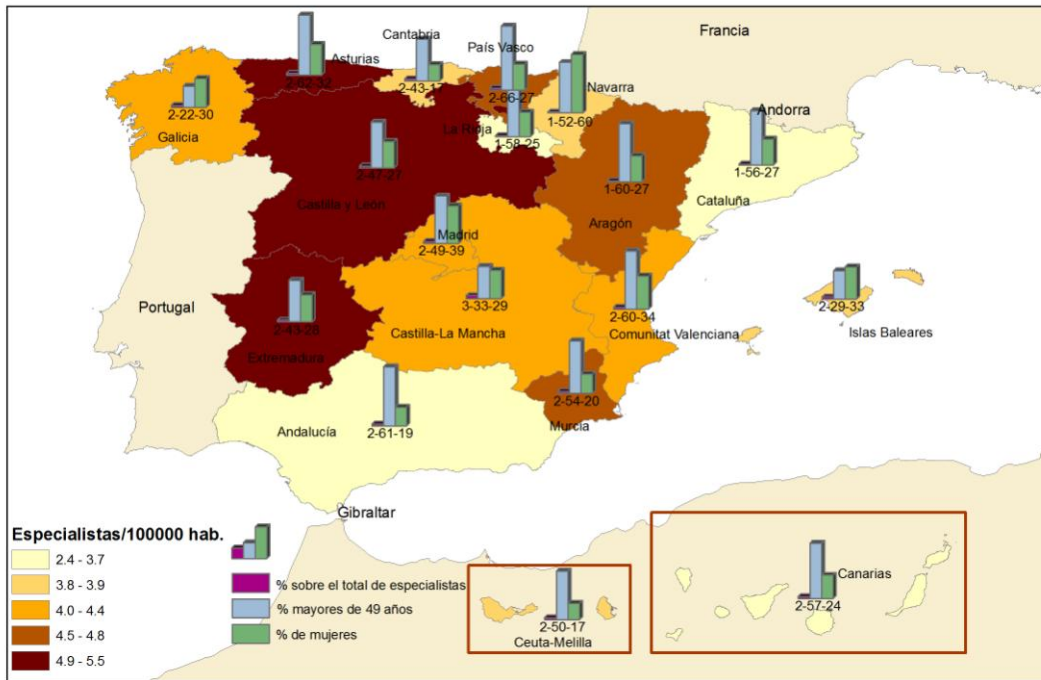 Francia
Cantabria
País Vasco
Asturias
Navarra
Andorra
2-43-17
2-66-27
2-22-30
Galicia
La Rioja
1-52-60
1-58-25
2-47-27
1-60-27
1-56-27
Cataluña
Castilla y León
Aragón
Madrid
2-49-39
Portugal
3-33-29
2-60-34
2-29-33
2-43-28
Castilla-La Mancha
Comunitat Valenciana
Islas Baleares
Extremadura
2-54-20
Murcia
Andalucía
2-61-19
Gibraltar
Especialistas/100000 hab.
2.4 - 3.7
3.8 - 3.9
4.0 - 4.4
4.5 - 4.8
4.9 - 5.5
% sobre el total de especialistas
% mayores de 49 años
% de mujeres
2-50-17
Ceuta-Melilla
Canarias
2-57-24